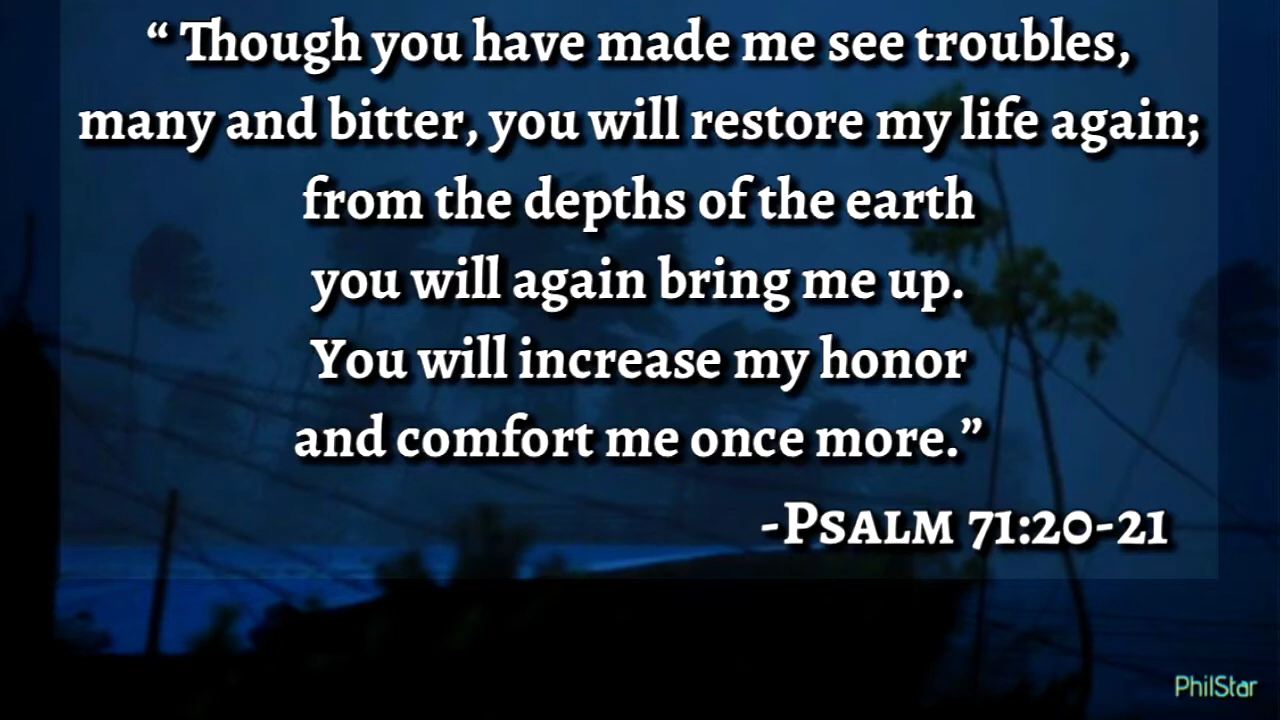 “ Though you have made me see troubles,
many and bitter, you will restore my life again;
from the depths of the earth
you will again bring me up.
You will increase my honor
and comfort me once more.”
-Psalm 71:20-21
PhilStar